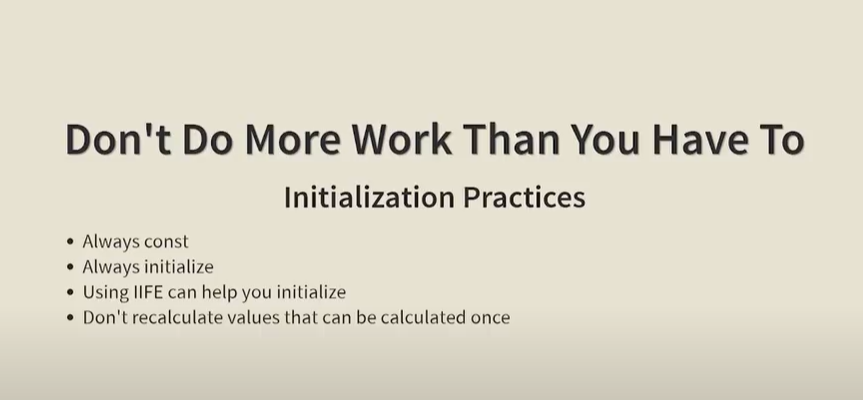 Don't Do More Work Than You Have To
Initialization Practices
• Always const
• Always initialize
• Using IIFE can help you initialize
• Don't recalculate values that can be calculated once